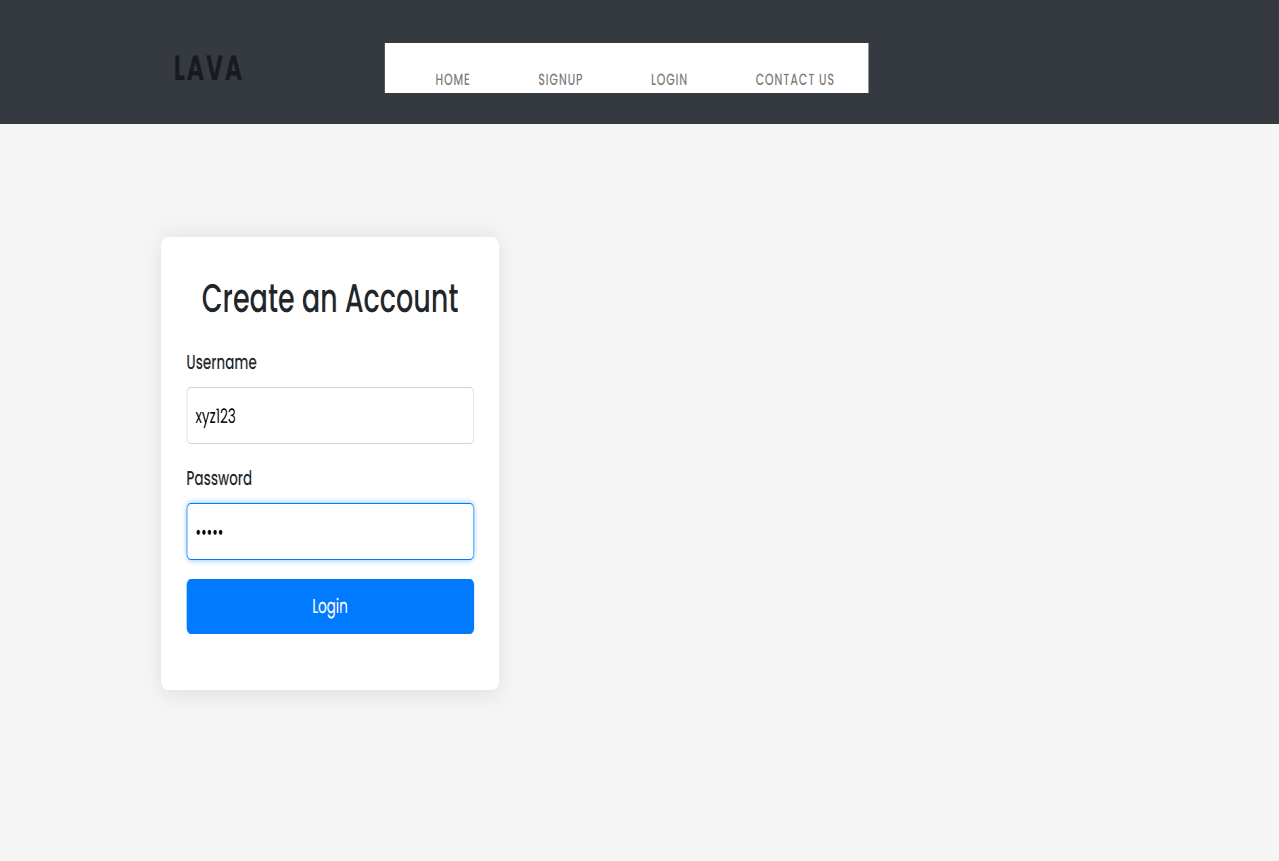 LAVA
HOME SIGNUP LOGIN CONTACT US
Create an Account
Username
xyz123
Password
•••••
Login